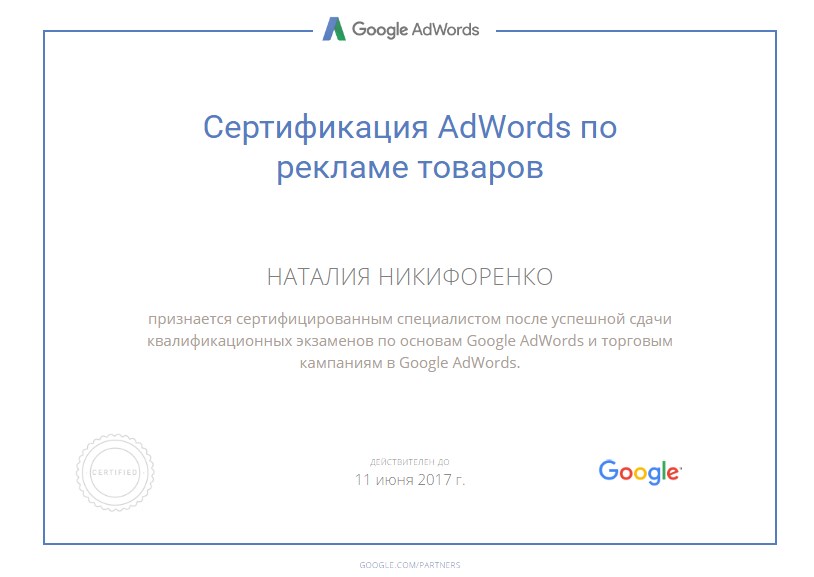 Google AdWords
Сертификация AdWords по
рекламе товаров
НАТАЛИЯ НИКИФОРЕНКО
признается сертифицированным специалистом после успешной сдачи
квалификационных экзаменов по основам Google AdWords и торговым
кампаниям в Google AdWords.
CERTIFIED
ДЕЙСТВИТЕЛЕН ДО
11 июня 2017 г.
Google
GOOGLE.COM/PARTNERS